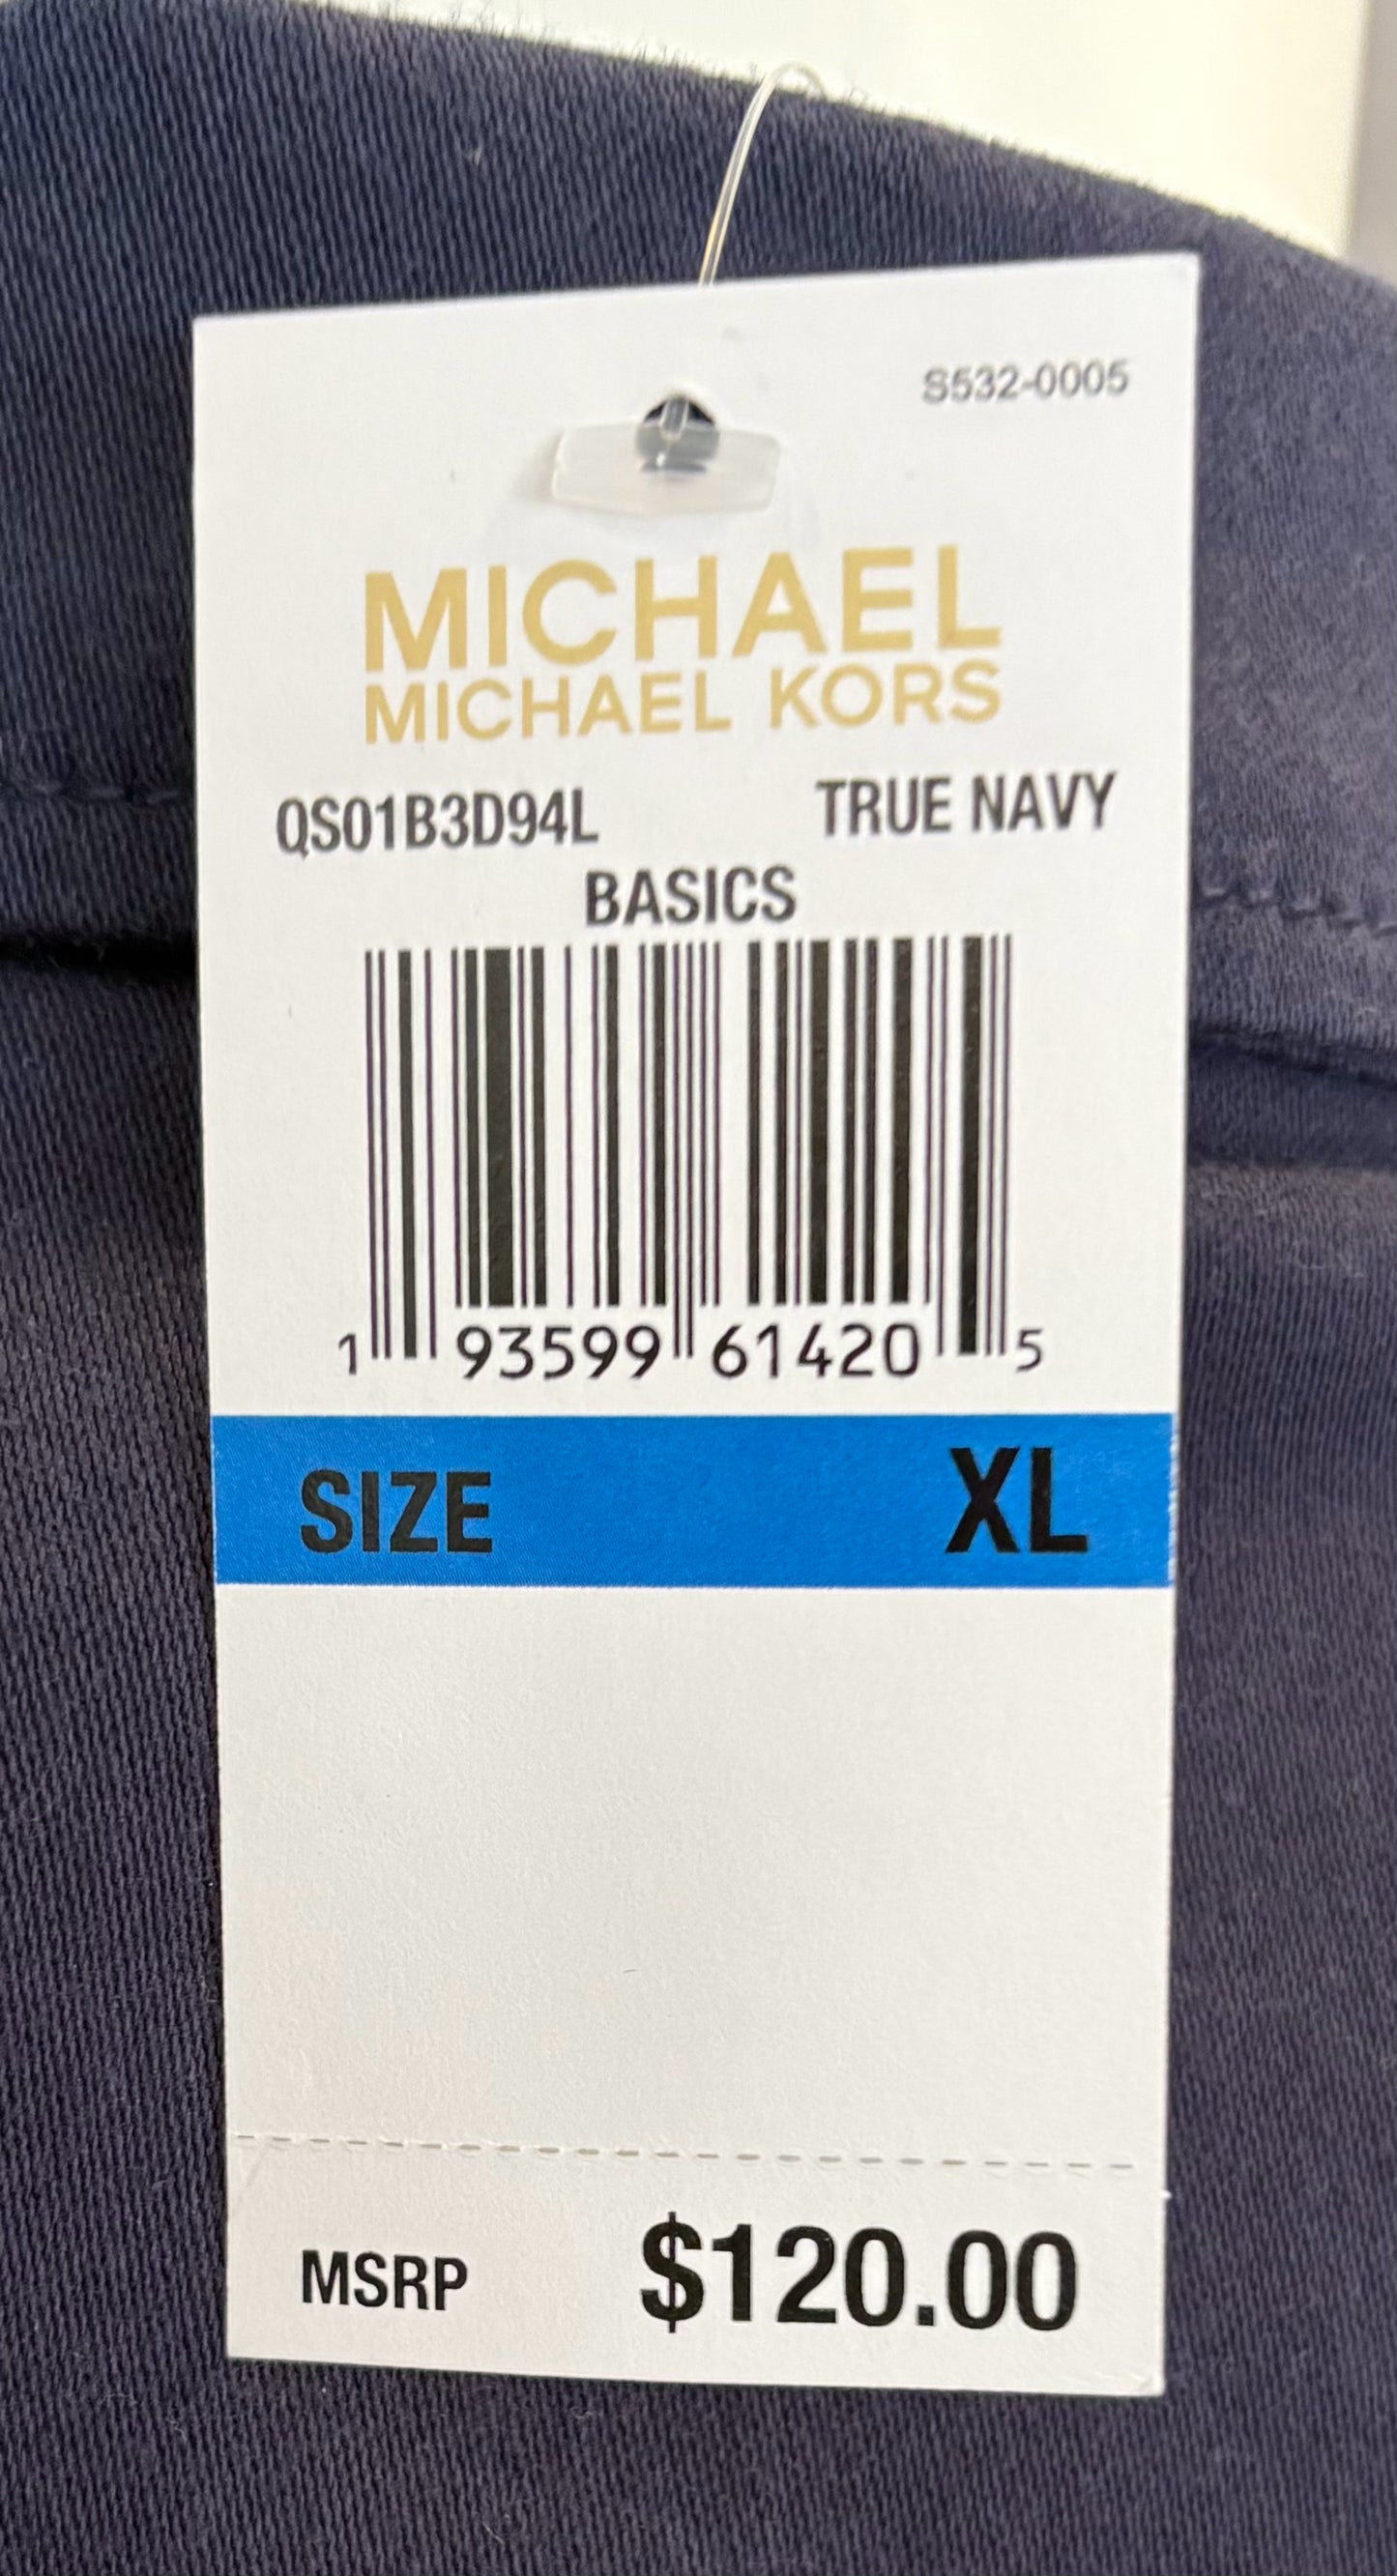 S532-0005
MICHAEL
MICHAEL KORS
QS01B3D94L TRUE NAVY
BASICS
1 93599 61420 5
SIZE XL
MSRP $120.00